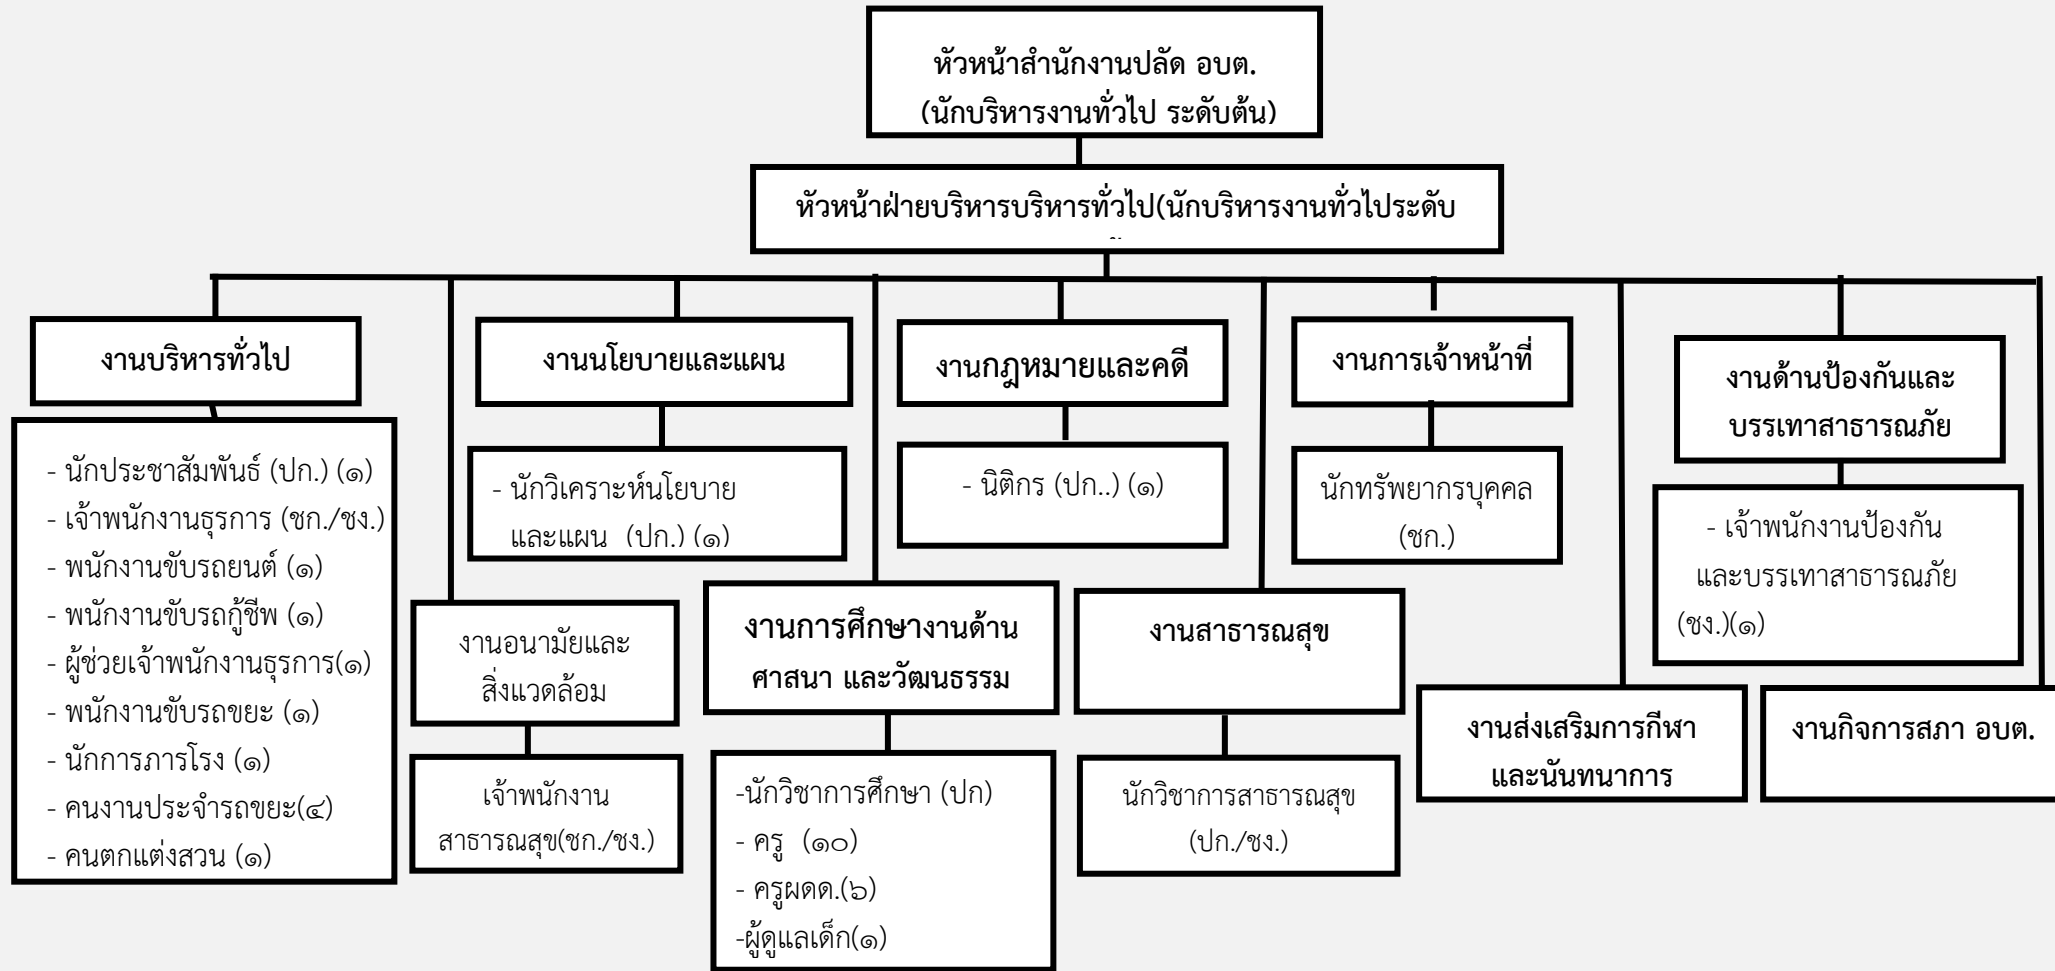 หัวหน้าสำนักงานปลัด อบต.
(นักบริหารงานทั่วไป ระดับต้น)
หัวหน้าฝ่ายบริหารบริหารทั่วไป(นักบริหารงานทั่วไประดับ
งานบริหารทั่วไป
- นักประชาสัมพันธ์ (ปก.) (๑)
- เจ้าพนักงานธุรการ (ชก./ชง.)
- พนักงานขับรถยนต์ (๑)
- พนักงานขับรถกู้ชีพ (๑)
- ผู้ช่วยเจ้าพนักงานธุรการ(๑)
- พนักงานขับรถขยะ (๑)
- นักการภารโรง (๑)
- คนงานประจำรถขยะ(๔)
- คนตกแต่งสวน (๑)
งานนโยบายและแผน
- นักวิเคราะห์นโยบาย
และแผน (ปก.) (๑)
งานกฎหมายและคดี
- นิติกร (ปก..) (๑)
งานการเจ้าหน้าที่
นักทรัพยากรบุคคล
(ชก.)
งานด้านป้องกันและ
บรรเทาสาธารณภัย
- เจ้าพนักงานป้องกัน
และบรรเทาสาธารณภัย
(ชง.)(๑)
งานอนามัยและ
สิ่งแวดล้อม
เจ้าพนักงาน
สาธารณสุข(ชก./ชง.)
งานการศึกษางานด้าน
ศาสนา และวัฒนธรรม
-นักวิชาการศึกษา (ปก)
- ครู (๑๐)
- ครูผดด.(๖)
-ผู้ดูแลเด็ก(๑)
งานสาธารณสุข
นักวิชาการสาธารณสุข
(ปก./ชง.)
งานส่งเสริมการกีฬา
และนันทนาการ
งานกิจการสภา อบต.